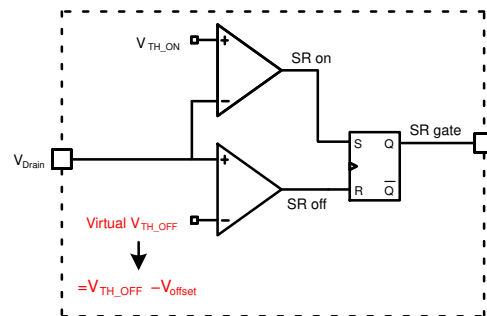 V_TH_ON
+
SR on
−
S Q
SR gate
V_Drain
+
R Q̅
SR off
−
Virtual V_TH_OFF
=V_TH_OFF −V_offset